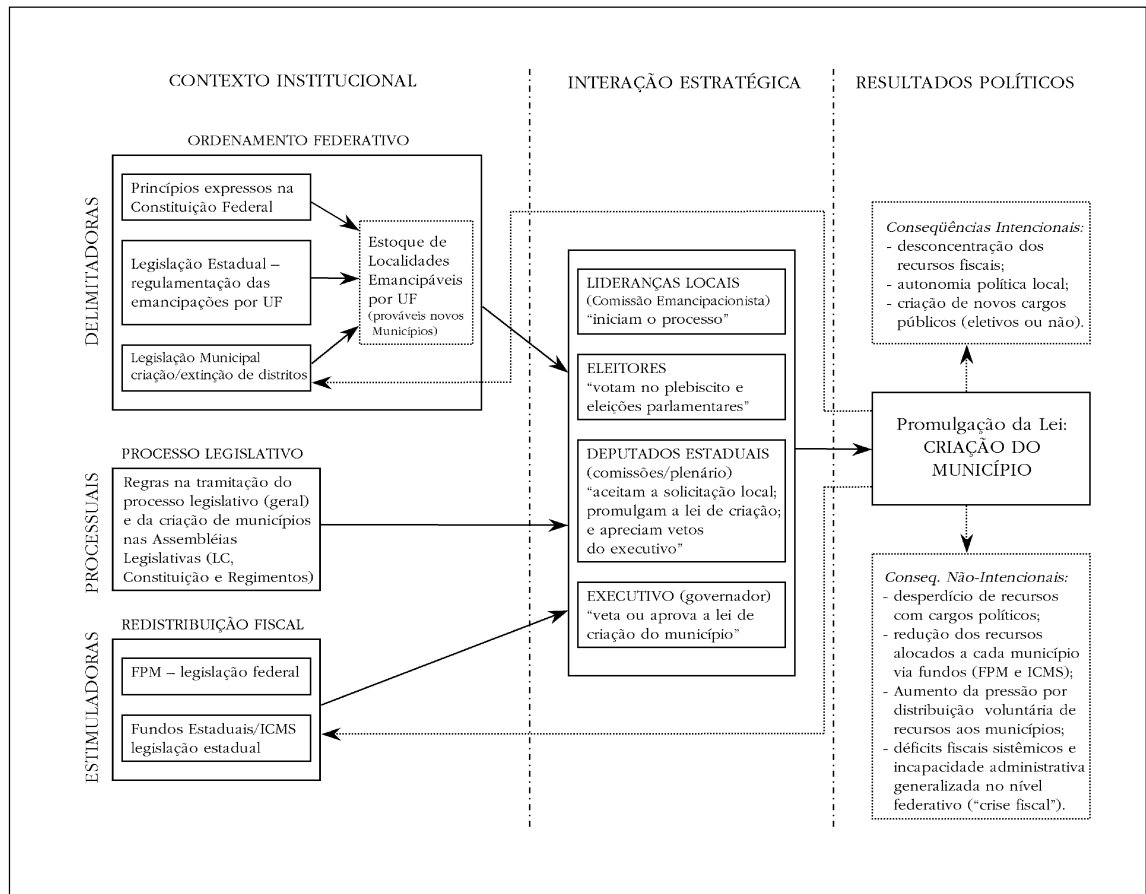 CONTEXTO INSTITUCIONAL
INTERAÇÃO ESTRATÉGICA
RESULTADOS POLÍTICOS
DELIMITADORAS
ORDENAMENTO FEDERATIVO
Princípios expressos na
Constituição Federal
Legislação Estadual –
regulamentação das
emancipações por UF
Legislação Municipal
criação/extinção de distritos
Estoque de
Localidades
Emancipáveis
por UF
(prováveis novos
Municípios)
PROCESSUAIS
PROCESSO LEGISLATIVO
Regras na tramitação do
processo legislativo (geral)
e da criação de municípios
nas Assembléias
Legislativas (LC,
Constituição e Regimentos)
ESTIMULADORAS
REDISTRIBUIÇÃO FISCAL
FPM – legislação federal
Fundos Estaduais/ICMS
legislação estadual
LIDERANÇAS LOCAIS
(Comissão Emancipacionista)
“iniciam o processo”
ELEITORES
“votam no plebiscito e
eleições parlamentares”
DEPUTADOS ESTADUAIS
(comissões/plenário)
“aceitam a solicitação local;
promulgam a lei de criação;
e apreciam vetos
do executivo”
EXECUTIVO (governador)
“veta ou aprova a lei de
criação do município”
Conseqüências Intencionais:
- desconcentração dos
recursos fiscais;
- autonomia política local;
- criação de novos cargos
públicos (eletivos ou não).
Promulgação da Lei:
CRIAÇÃO DO
MUNICÍPIO
Conseq. Não-Intencionais:
- desperdício de recursos
com cargos políticos;
- redução dos recursos
alocados a cada município
via fundos (FPM e ICMS);
- Aumento da pressão por
distribuição voluntária de
recursos aos municípios;
- déficits fiscais sistêmicos e
incapacidade administrativa
generalizada no nível
federativo (“crise fiscal”).